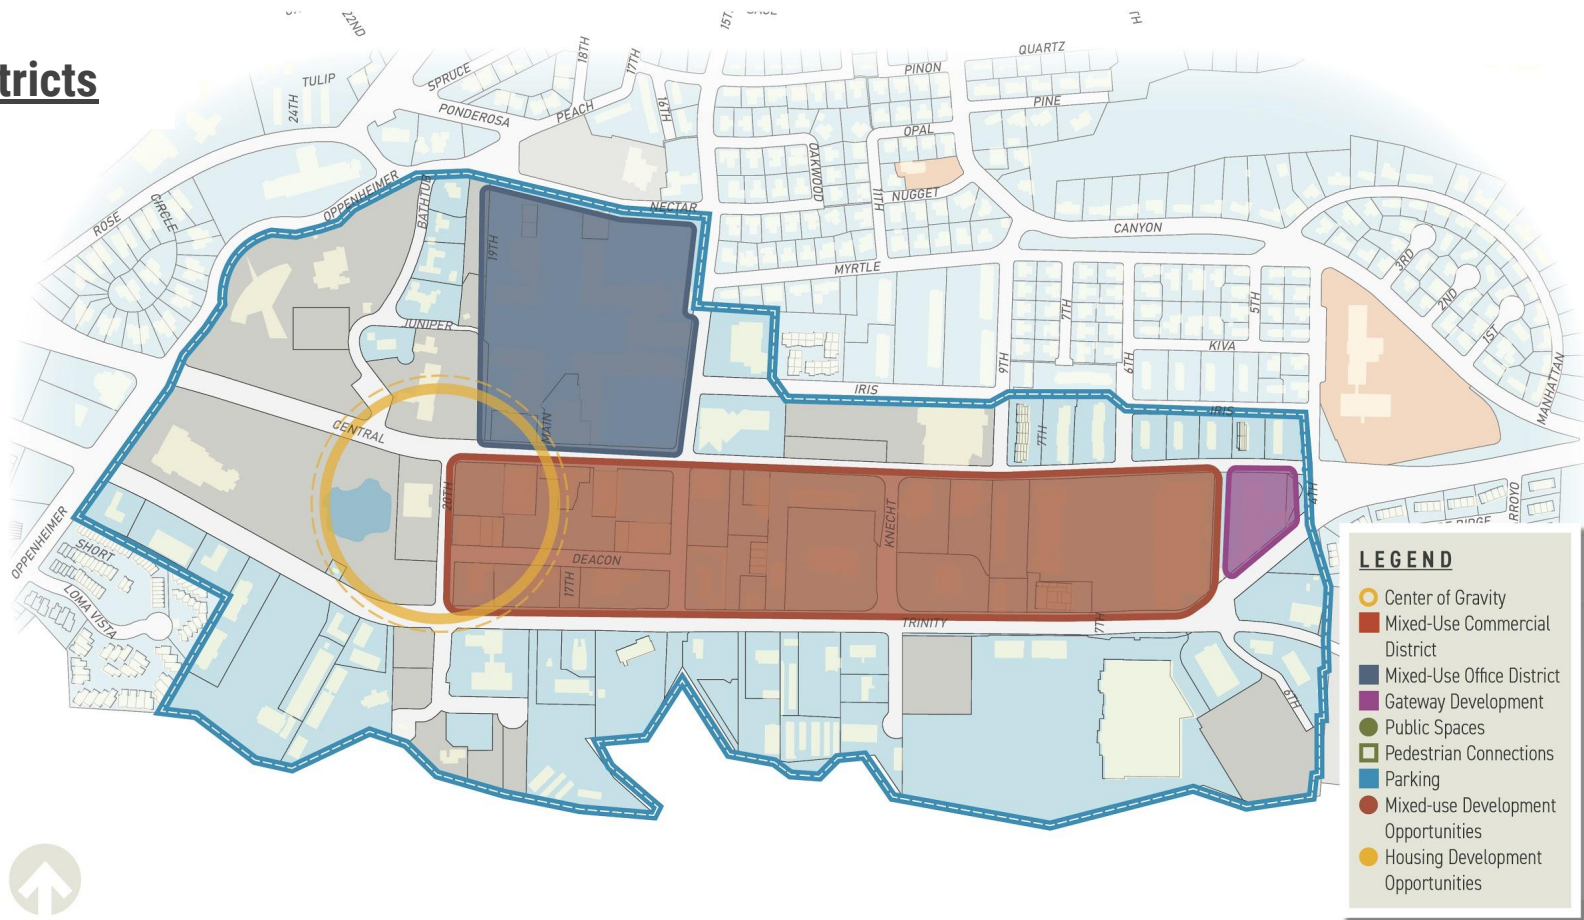 tricts
22ND
15T
TH
QUARTZ
18TH
17TH
PINON
SPRUCE
TULIP
24TH
PINE
PONDEROSA
PEACH
16TH
OPAL
OAKWOOD
11TH
NUGGET
OPPENHEIMER
BATHTUB
NECTAR
ROSE
CIRCLE
CANYON
19TH
MYRTLE
3RD
2ND
1ST
7TH
5TH
JUNIPER
KIVA
9TH
6TH
MANHATTAN
IRIS
IRIS
MAIN
CENTRAL
7TH
20TH
4TH
KNECHT
RROYO
OPPENHEIMER
SHORT
DEACON
17TH
LOMA VISTA
TRINITY
7TH
6TH
LEGEND
Center of Gravity
Mixed-Use Commercial
District
Mixed-Use Office District
Gateway Development
Public Spaces
Pedestrian Connections
Parking
Mixed-use Development
Opportunities
Housing Development
Opportunities